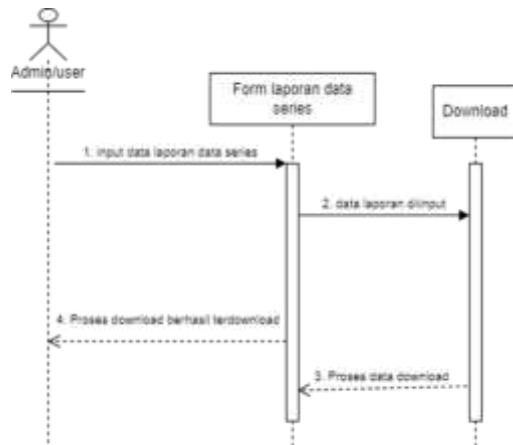 Admin/user
Form laporan data
series
Download
1. input data laporan data series
2. data laporan diinput
4. Proses download berhasil terdownload
3. Proses data download